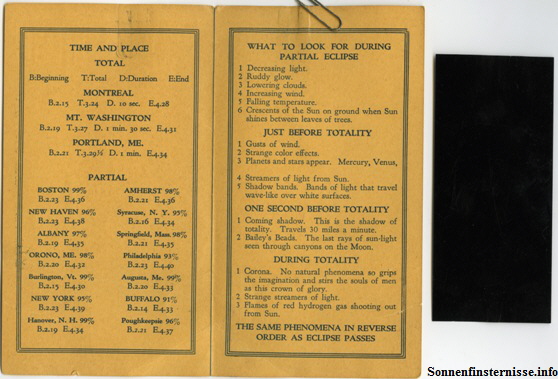 TIME AND PLACE
TOTAL
B:Beginning T:Total D:Duration E:End
MONTREAL
B.2.15 T.3.24 D. 10 sec. E.4.28
MT. WASHINGTON
B.2.19 T.3.27 D. 1 min. 30 sec. E.4.31
PORTLAND, ME.
B.2.21 T.3.29½ D. 1 min. E.4.34
PARTIAL
BOSTON 99%
B.2.23 E.4.36
NEW HAVEN 96%
B.2.23 E.4.38
ALBANY 97%
B.2.19 E.4.35
ORONO, ME. 98%
B.2.20 E.4.32
Burlington, Vt. 99%
B.2.15 E.4.30
NEW YORK 95%
B.2.23 E.4.39
Hanover, N. H. 99%
B.2.19 E.4.34
AMHERST 98%
B.2.21 E.4.36
Syracuse, N. Y. 95%
B.2.16 E.4.34
Springfield, Mass. 98%
B.2.21 E.4.35
Philadelphia 93%
B.2.23 E.4.40
Augusta, Me. 99%
B.2.20 E.4.33
BUFFALO 91%
B.2.14 E.4.33
Poughkeepsie 96%
B.2.21 E.4.37
WHAT TO LOOK FOR DURING
PARTIAL ECLIPSE
1 Decreasing light.
2 Ruddy glow.
3 Lowering clouds.
4 Increasing wind.
5 Falling temperature.
6 Crescents of the Sun on ground when Sun
shines between leaves of trees.
JUST BEFORE TOTALITY
1 Gusts of wind.
2 Strange color effects.
3 Planets and stars appear. Mercury, Venus,
4 Streamers of light from Sun.
5 Shadow bands. Bands of light that travel
wave-like over white surfaces.
ONE SECOND BEFORE TOTALITY
1 Coming shadow. This is the shadow of
totality. Travels 30 miles a minute.
2 Bailey's Beads. The last rays of sun-light
seen through canyons on the Moon.
DURING TOTALITY
1 Corona. No natural phenomena so grips
the imagination and stirs the souls of men
as this crown of glory.
2 Strange streamers of light.
3 Flames of red hydrogen gas shooting out
from Sun.
THE SAME PHENOMENA IN REVERSE
ORDER AS ECLIPSE PASSES
Sonnenfinsternisse.info